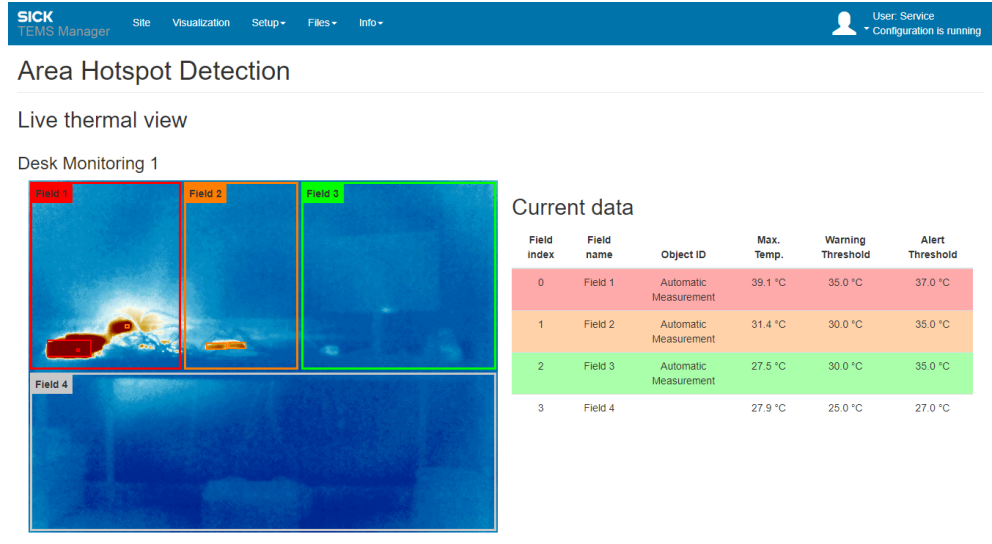 SICK
TEMS Manager
Site Visualization Setup Files Info
User: Service
Configuration is running
Area Hotspot Detection
Live thermal view
Desk Monitoring 1
Field 1 Field 2 Field 3
Field 4
Current data
Field index Field name Object ID Max. Temp. Warning Threshold Alert Threshold
0 Field 1 Automatic Measurement 39.1 °C 35.0 °C 37.0 °C
1 Field 2 Automatic Measurement 31.4 °C 30.0 °C 35.0 °C
2 Field 3 Automatic Measurement 27.5 °C 30.0 °C 35.0 °C
3 Field 4 27.9 °C 25.0 °C 27.0 °C